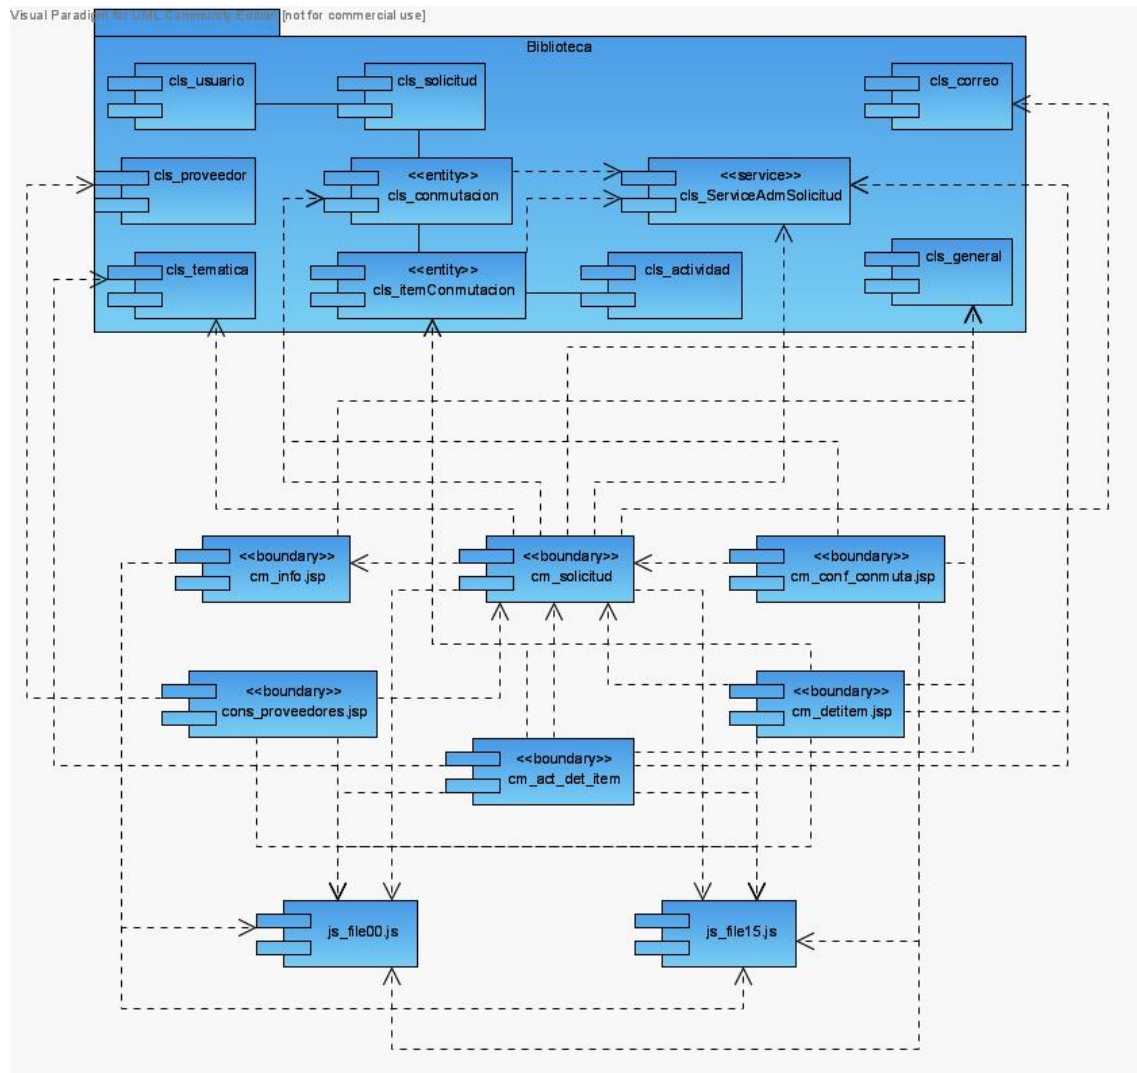 Visual Paradigm for UML Community Edition [not for commercial use]
Biblioteca
cls_usuario
cls_solicitud
cls_correo
cls_proveedor
<<entity>>
cls_conmutacion
<<service>>
cls_ServiceAdmSolicitud
cls_tematica
<<entity>>
cls_itemConmutacion
cls_actividad
cls_general
<<boundary>>
cm_info.jsp
<<boundary>>
cm_solicitud
<<boundary>>
cm_conf_conmuta.jsp
<<boundary>>
cons_proveedores.jsp
<<boundary>>
cm_detitem.jsp
<<boundary>>
cm_act_det_item
js_file00.js
js_file15.js